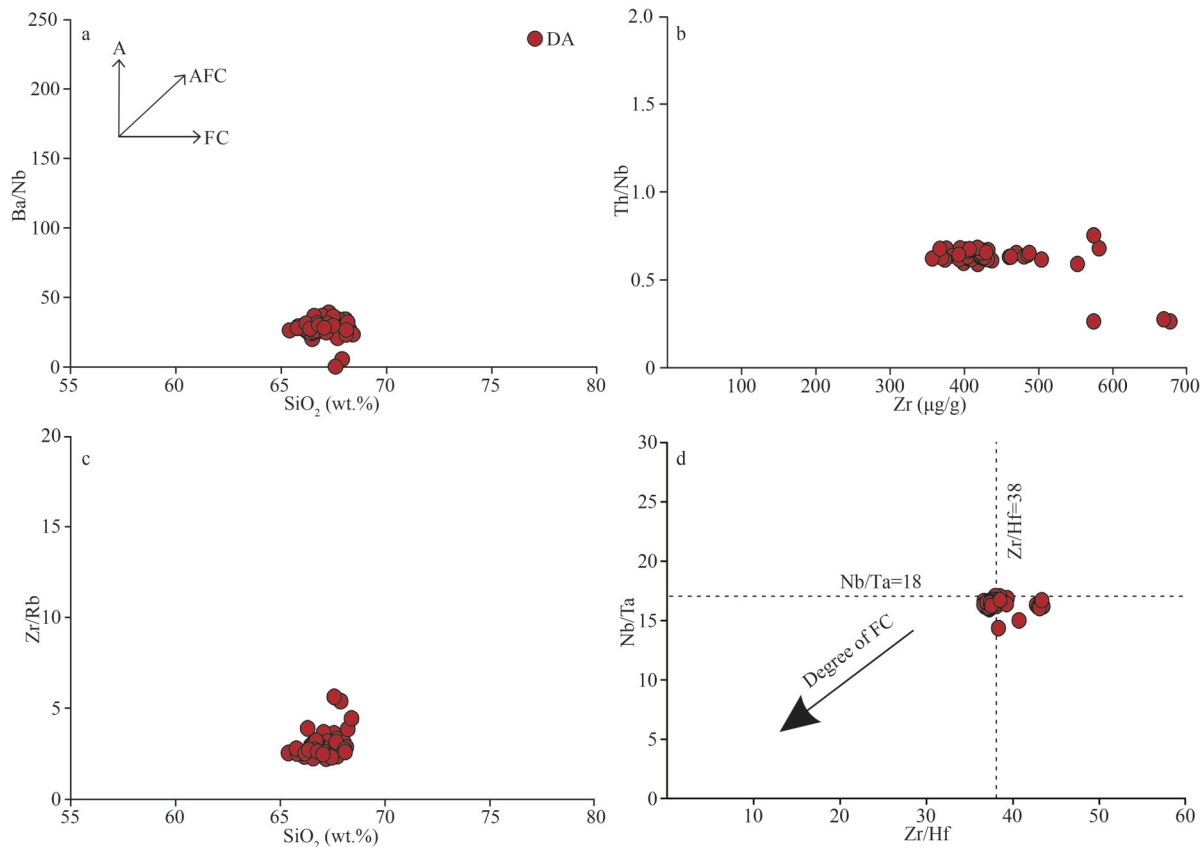 a
A
AFC
FC
DA
250
200
150
100
50
0
Ba/Nb
55
60
65
70
75
80
SiO₂ (wt.%)
b
2.0
1.5
1.0
0.5
0
Th/Nb
100
200
300
400
500
600
700
Zr (μg/g)
c
20
15
10
5
0
Zr/Rb
55
60
65
70
75
80
SiO₂ (wt.%)
d
30
25
20
15
10
5
0
Nb/Ta
Zr/Hf=38
Nb/Ta=18
Degree of FC
10
20
30
40
50
60
Zr/Hf